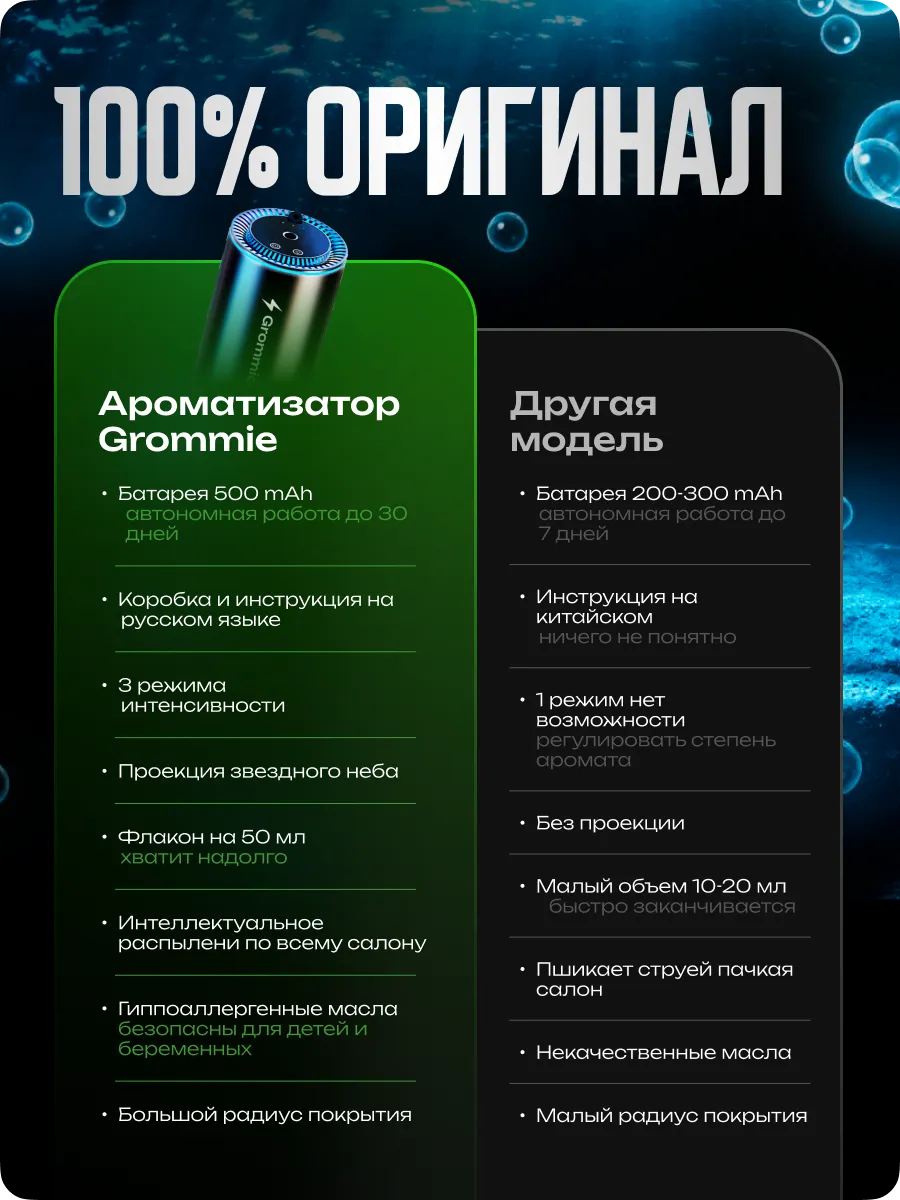 100% ОРИГИНАЛ
Grommie
Ароматизатор
Grommie
• Батарея 500 mAh
автономная работа до 30
дней
• Коробка и инструкция на
русском языке
• 3 режима
интенсивности
• Проекция звездного неба
• Флакон на 50 мл
хватит надолго
• Интеллектуальное
распылени по всему салону
• Гиппоаллергенные масла
безопасны для детей и
беременных
• Большой радиус покрытия
Другая
модель
• Батарея 200-300 mAh
автономная работа до
7 дней
• Инструкция на
китайском
ничего не понятно
• 1 режим нет
возможности
регулировать степень
аромата
• Без проекции
• Малый объем 10-20 мл
быстро заканчивается
• Пшикает струей пачкая
салон
• Некачественные масла
• Малый радиус покрытия